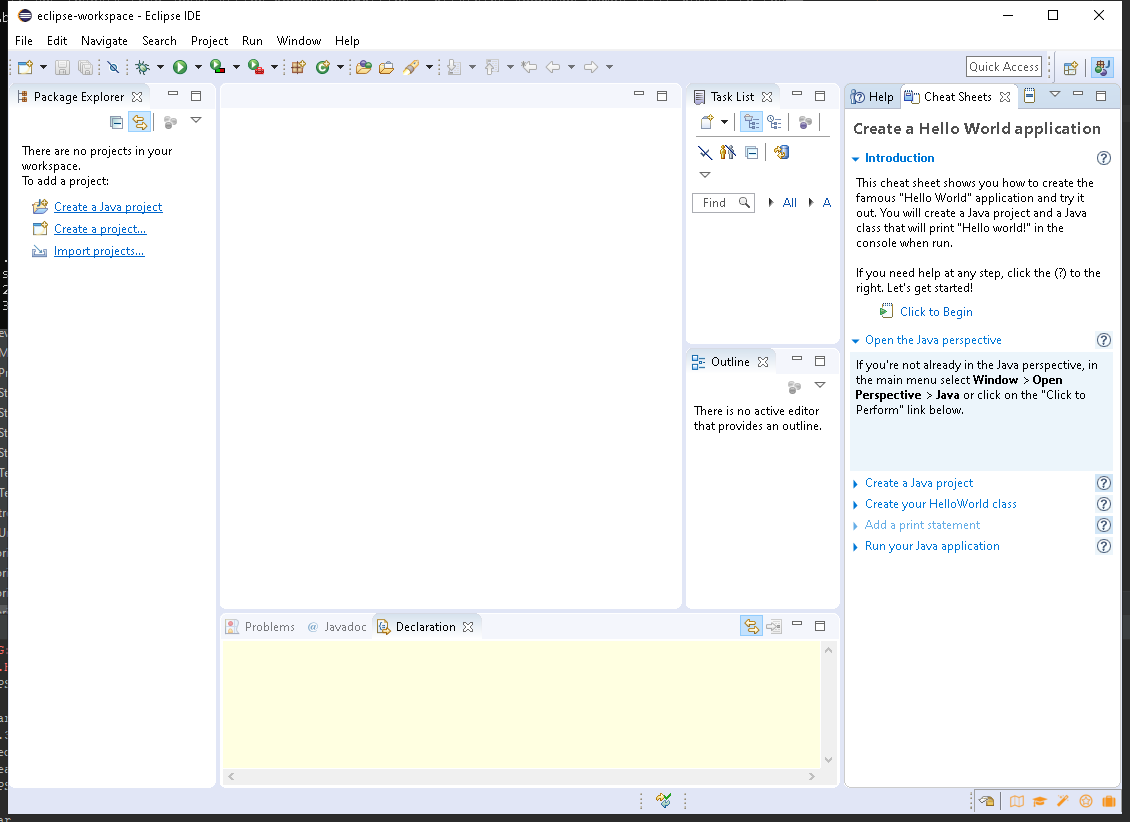 eclipse-workspace - Eclipse IDE
File Edit Navigate Search Project Run Window Help
Quick Access
Package Explorer
There are no projects in your
workspace.
To add a project:
Create a Java project
Create a project...
Import projects...
Task List
Find All A
Outline
There is no active editor
that provides an outline.
Problems @ Javadoc Declaration
Help Cheat Sheets
Create a Hello World application
Introduction
This cheat sheet shows you how to create the
famous "Hello World" application and try it
out. You will create a Java project and a Java
class that will print "Hello world!" in the
console when run.
If you need help at any step, click the (?) to the
right. Let's get started!
Click to Begin
Open the Java perspective
If you're not already in the Java perspective, in
the main menu select Window > Open
Perspective > Java or click on the "Click to
Perform" link below.
Create a Java project
Create your HelloWorld class
Add a print statement
Run your Java application